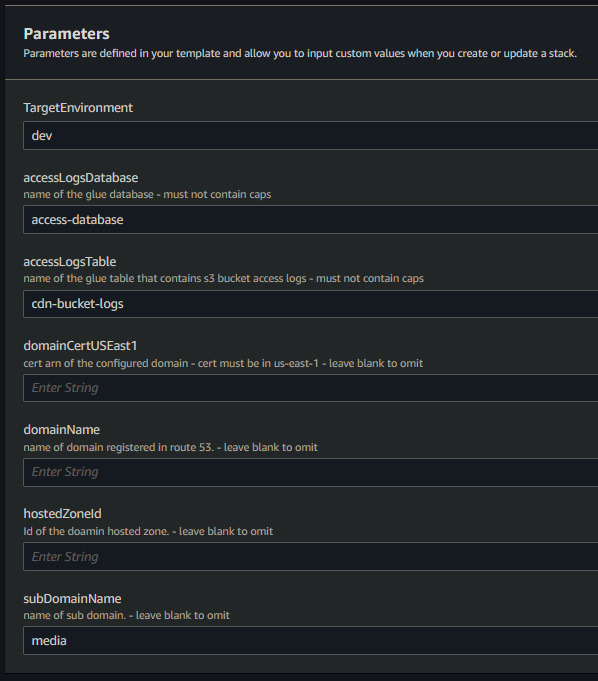 Parameters
Parameters are defined in your template and allow you to input custom values when you create or update a stack.
TargetEnvironment
dev
accessLogsDatabase
name of the glue database - must not contain caps
access-database
accessLogsTable
name of the glue table that contains s3 bucket access logs - must not contain caps
cdn-bucket-logs
domainCertUSEast1
cert arn of the configured domain - cert must be in us-east-1 - leave blank to omit
Enter String
domainName
name of domain registered in route 53. - leave blank to omit
Enter String
hostedZoneId
Id of the doamin hosted zone. - leave blank to omit
Enter String
subDomainName
name of sub domain. - leave blank to omit
media